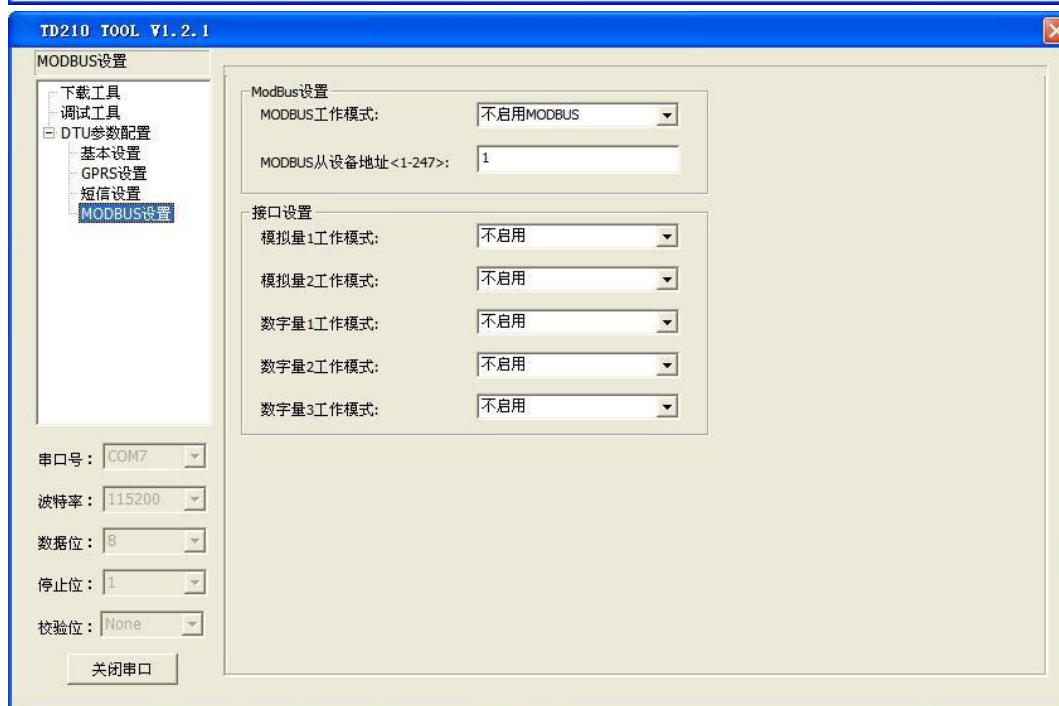 TD210 TOOL V1.2.1
MODBUS设置
下载工具
调试工具
DTU参数配置
基本设置
GPRS设置
短信设置
MODBUS设置
串口号： COM7
波特率： 115200
数据位： 8
停止位： 1
校验位： None
关闭串口
ModBus设置
MODBUS工作模式: 不启用MODBUS
MODBUS从设备地址<1-247>: 1
接口设置
模拟量1工作模式: 不启用
模拟量2工作模式: 不启用
数字量1工作模式: 不启用
数字量2工作模式: 不启用
数字量3工作模式: 不启用